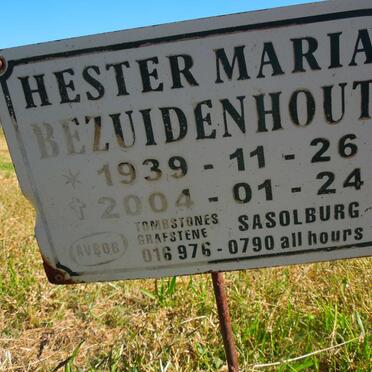 HESTER MARIA
BEZUIDENHOUT
* 1939 - 11 - 26
✝ 2004 - 01 - 24
TOMBSTONES
GRAFSTENE SASOLBURG
AVBOB 016 976 - 0790 all hours